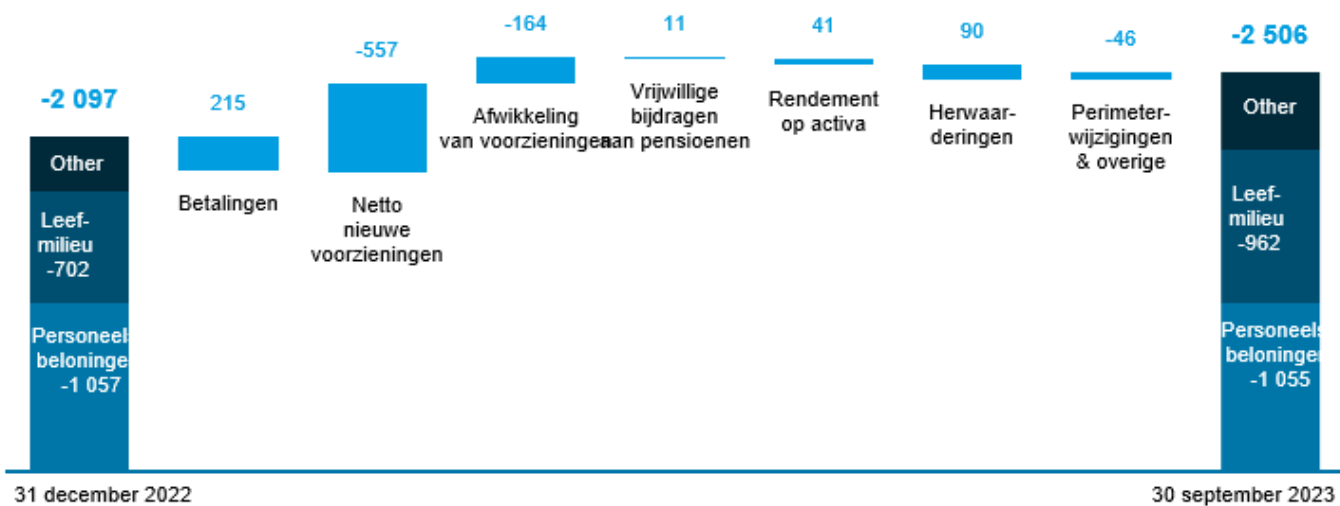 -2 097
Other
Leef-
milieu
-702
Personeels
beloningen
-1 057
215
Betalingen
-557
Netto
nieuwe
voorzieningen
-164
Afwikkeling
van voorzieningen
11
Vrijwillige
bijdragen
aan pensioenen
41
Rendement
op activa
90
Herwaar-
deringen
-46
Perimeter-
wijzigingen
& overige
-2 506
Other
Leef-
milieu
-962
Personeels
beloningen
-1 055
31 december 2022
30 september 2023